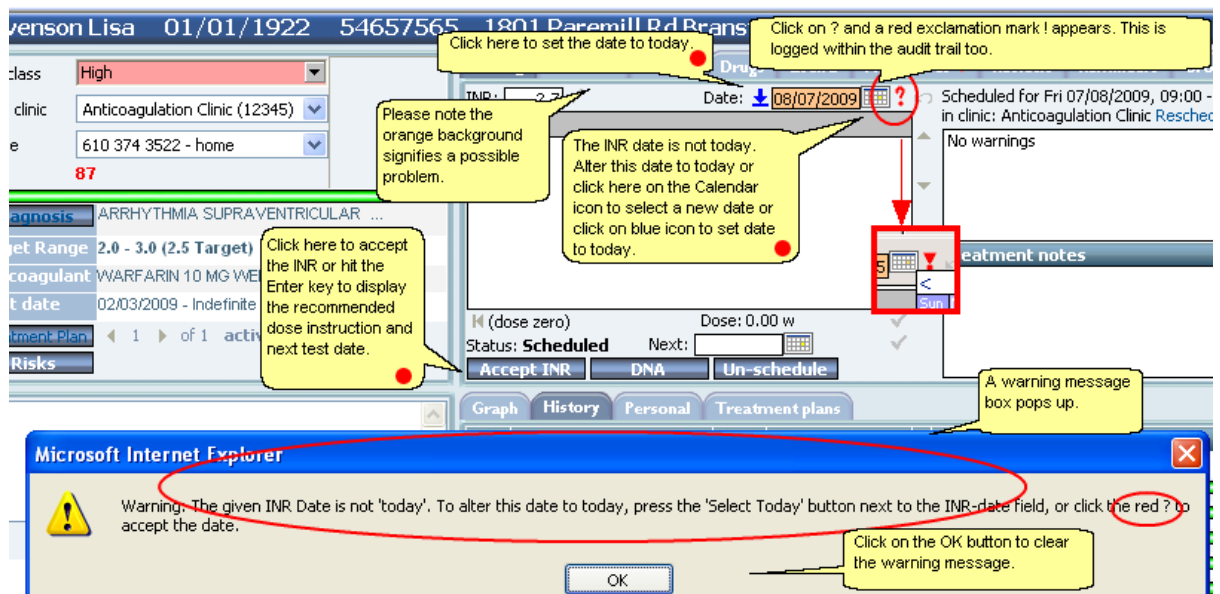 venson Lisa 01/01/1922 54657565 1801 Paremill Rd Brans
Click here to set the date to today.
Click on ? and a red exclamation mark ! appears. This is
logged within the audit trail too.
class High
clinic Anticoagulation Clinic (12345)
e 610 374 3522 - home
87
Drugs
INR: 2.7
Date: 08/07/2009 ?
Scheduled for Fri 07/08/2009, 09:00 -
in clinic: Anticoagulation Clinic Resched
No warnings
Please note the
orange background
signifies a possible
problem.
The INR date is not today.
Alter this date to today or
click here on the Calendar
icon to select a new date or
click on blue icon to set date
to today.
agnosis ARRHYTHMIA SUPRAVENTRICULAR ...
get Range 2.0 - 3.0 (2.5 Target)
coagulant WARFARIN 10 MG WE
t date 02/03/2009 - Indefinite
tment Plan 1 of 1 activ
Risks
Click here to accept
the INR or hit the
Enter key to display
the recommended
dose instruction and
next test date.
5 !
<
Sun
eatment notes
(dose zero) Dose: 0.00 w
Status: Scheduled Next:
Accept INR DNA Un-schedule
A warning message
box pops up.
Graph History Personal Treatment plans
Microsoft Internet Explorer
Warning: The given INR Date is not 'today'. To alter this date to today, press the 'Select Today' button next to the INR-date field, or click the red ? to
accept the date.
Click on the OK button to clear
the warning message.
OK